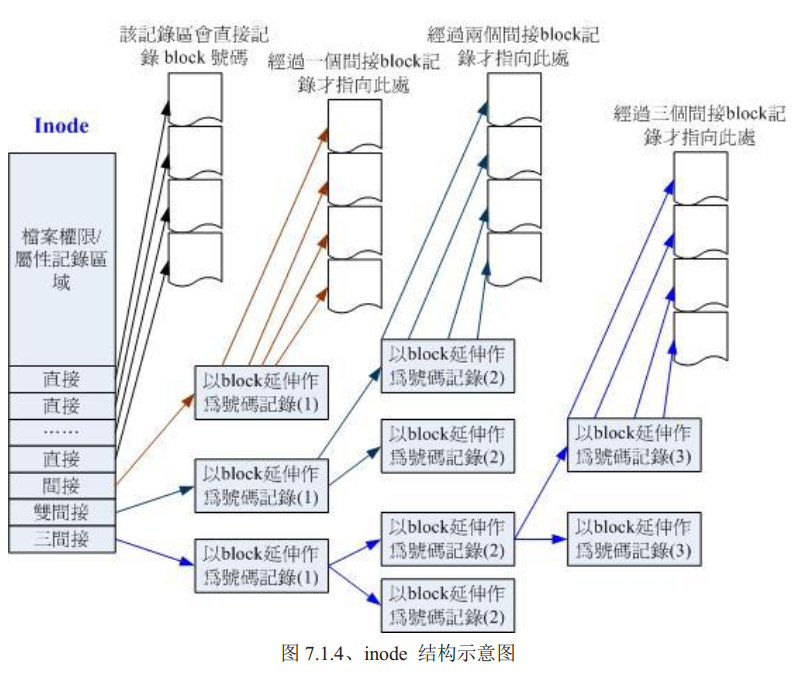 該記錄區會直接記
錄 block 號碼
經過一個間接block記
錄才指向此處
經過兩個間接block記
錄才指向此處
經過三個間接block記
錄才指向此處
Inode
檔案權限/
屬性記錄區
域
直接
直接
……
直接
間接
雙間接
三間接
以block延伸作
為號碼記錄(1)
以block延伸作
為號碼記錄(1)
以block延伸作
為號碼記錄(1)
以block延伸作
為號碼記錄(2)
以block延伸作
為號碼記錄(2)
以block延伸作
為號碼記錄(2)
以block延伸作
為號碼記錄(2)
以block延伸作
為號碼記錄(3)
以block延伸作
為號碼記錄(3)
图 7.1.4、inode 结构示意图